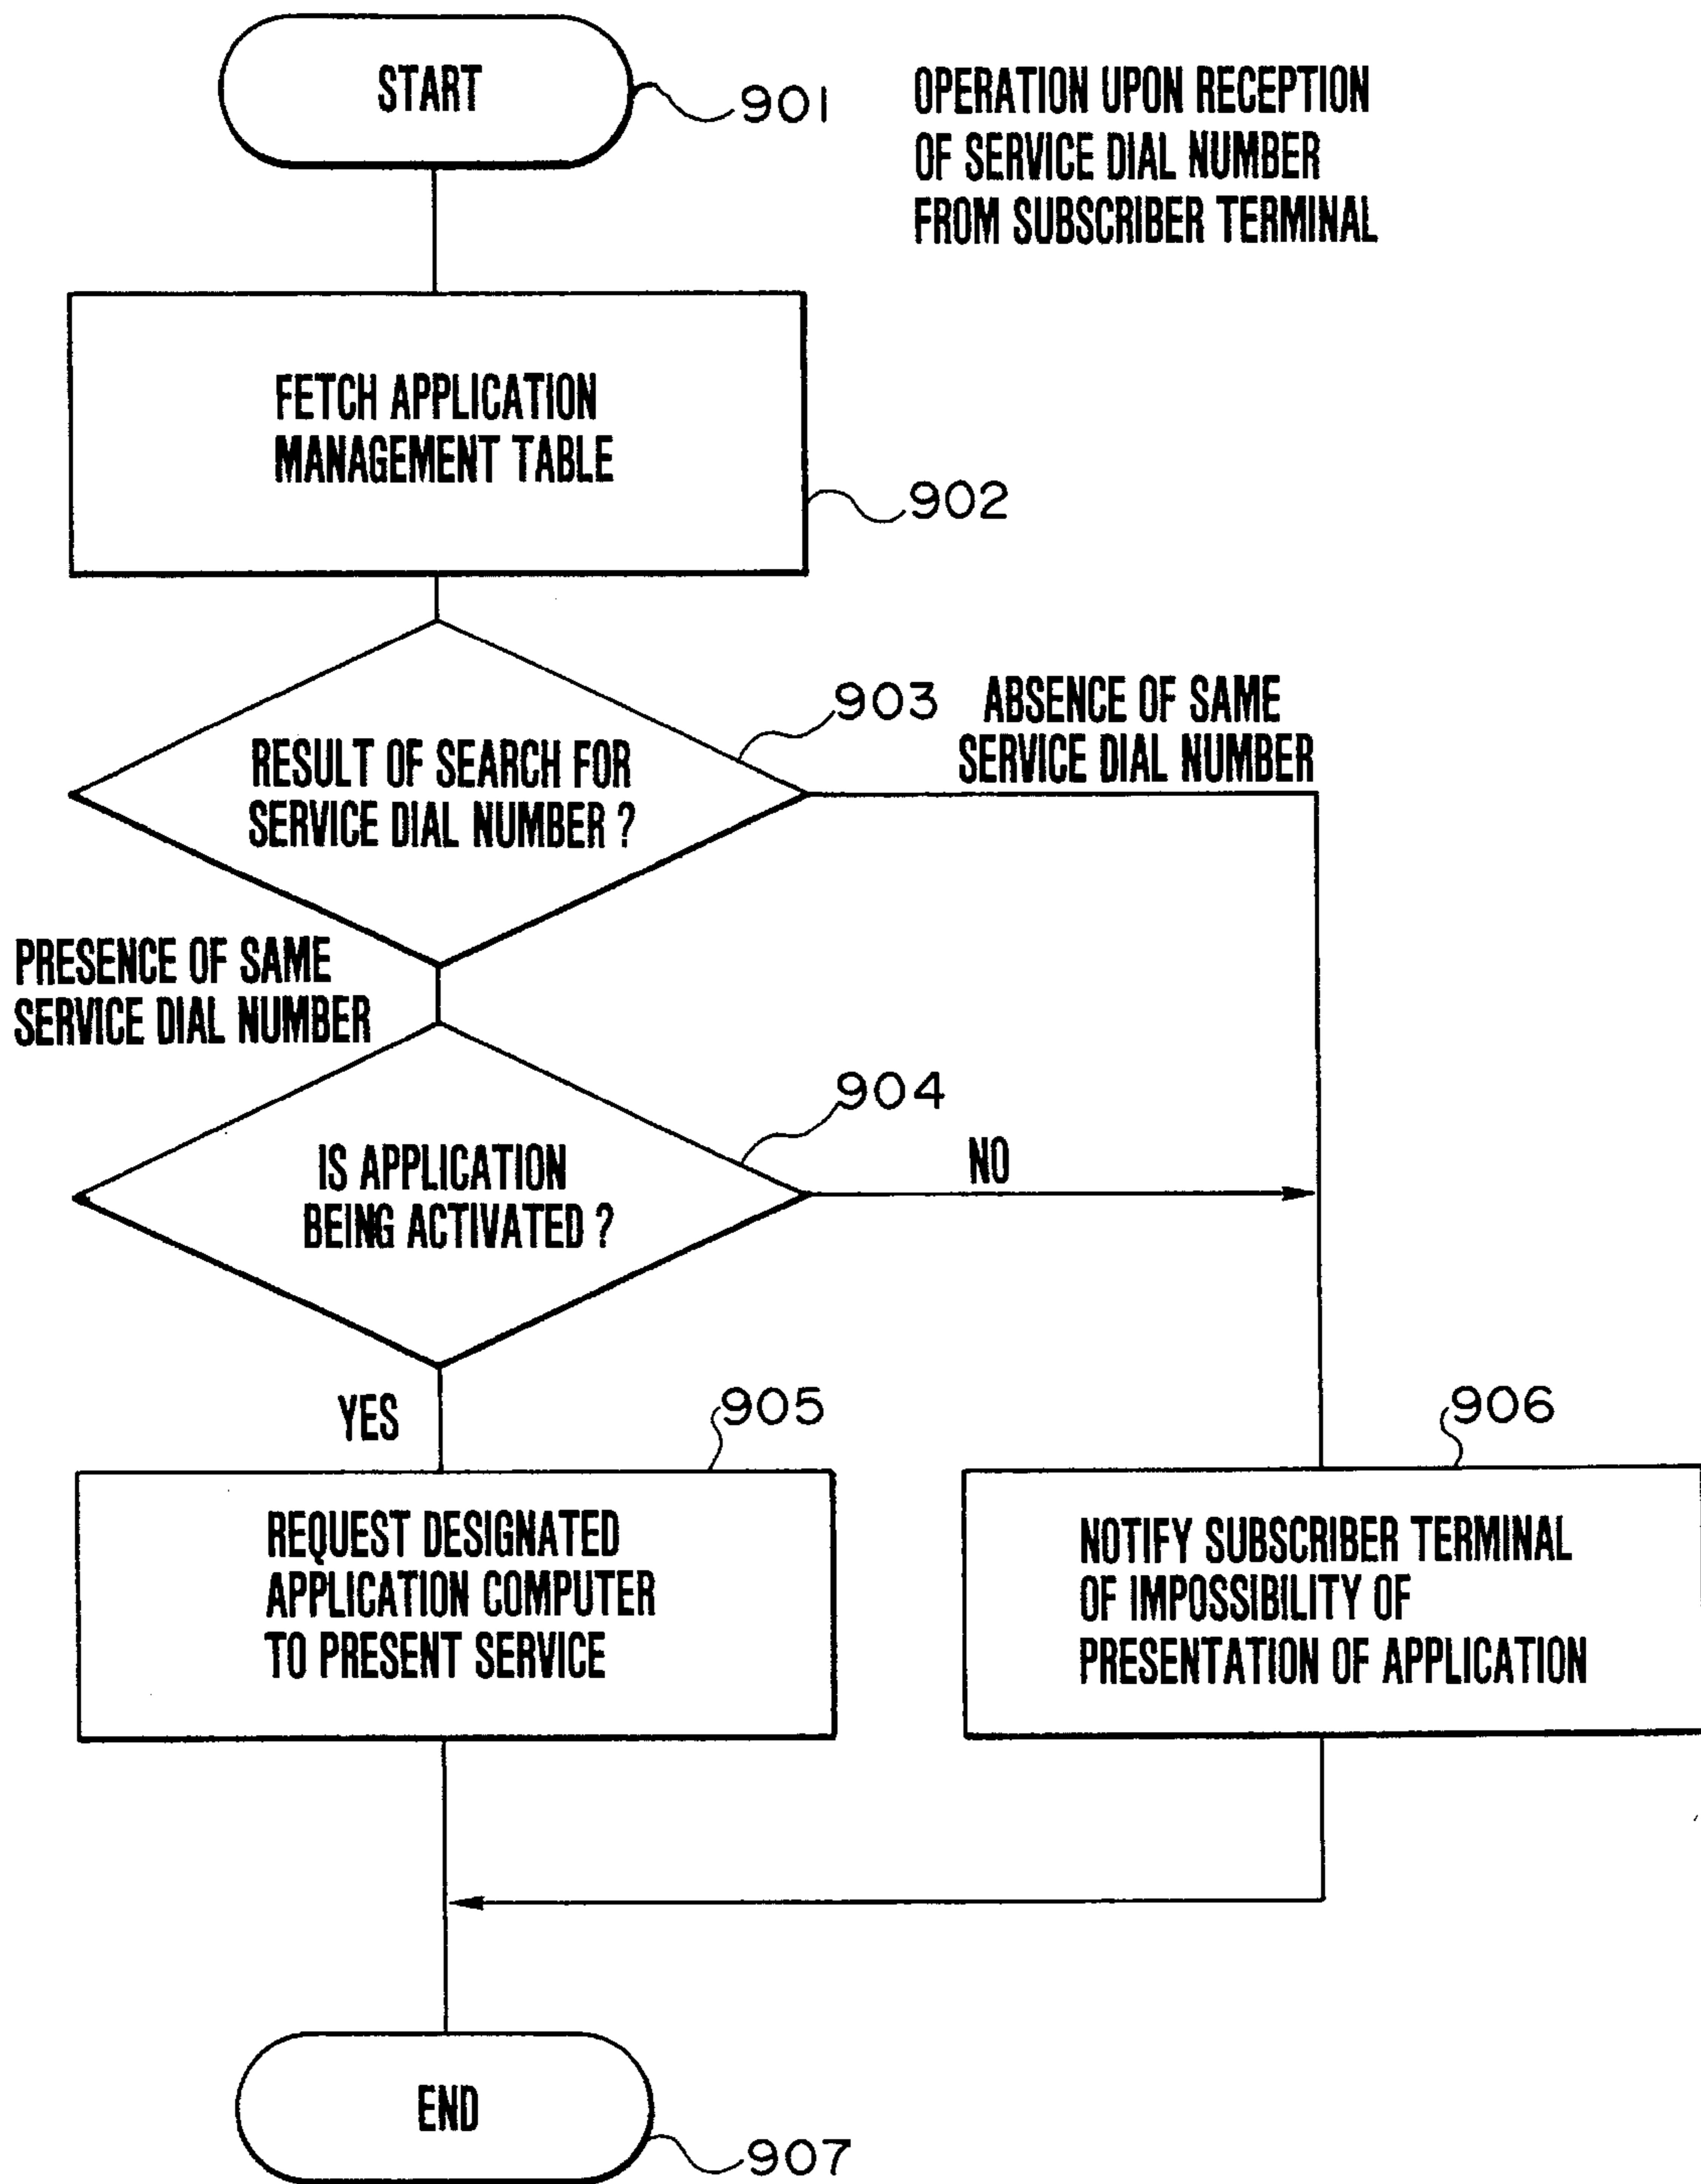 START
901
OPERATION UPON RECEPTION
OF SERVICE DIAL NUMBER
FROM SUBSCRIBER TERMINAL
FETCH APPLICATION
MANAGEMENT TABLE
902
903
ABSENCE OF SAME
SERVICE DIAL NUMBER
RESULT OF SEARCH FOR
SERVICE DIAL NUMBER ?
PRESENCE OF SAME
SERVICE DIAL NUMBER
904
IS APPLICATION
BEING ACTIVATED ?
NO
YES
905
906
REQUEST DESIGNATED
APPLICATION COMPUTER
TO PRESENT SERVICE
NOTIFY SUBSCRIBER TERMINAL
OF IMPOSSIBILITY OF
PRESENTATION OF APPLICATION
END
907